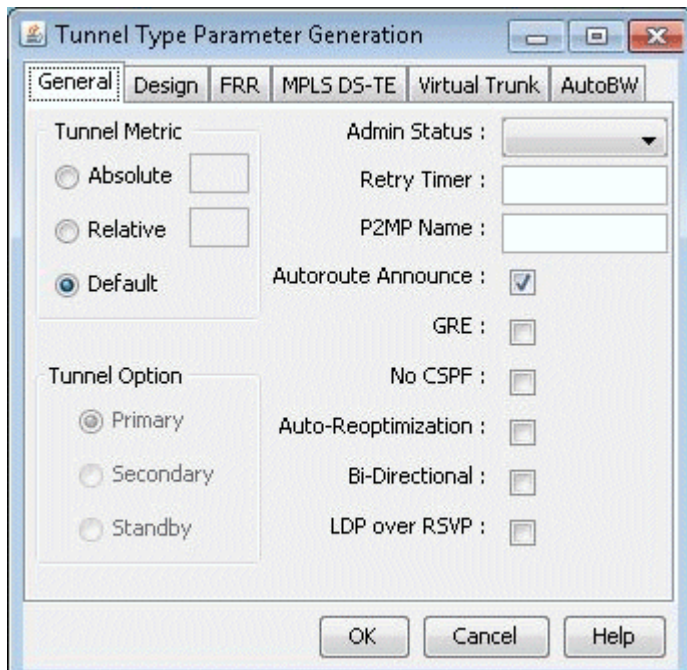 Tunnel Type Parameter Generation
General Design FRR MPLS DS-TE Virtual Trunk AutoBW
Tunnel Metric
Absolute
Relative
Default
Tunnel Option
Primary
Secondary
Standby
Admin Status :
Retry Timer :
P2MP Name :
Autoroute Announce :
GRE :
No CSPF :
Auto-Reoptimization :
Bi-Directional :
LDP over RSVP :
OK Cancel Help